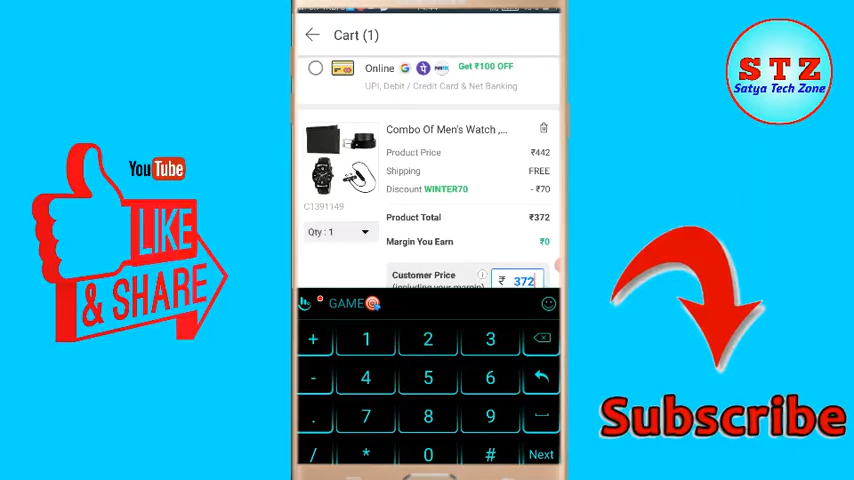 Cart (1)
Online Get ₹100 OFF
UPI, Debit / Credit Card & Net Banking
Combo Of Men's Watch ,...
Product Price ₹442
Shipping FREE
Discount WINTER70 - ₹70
C1391149
Product Total ₹372
Qty : 1
Margin You Earn ₹0
Customer Price ₹ 372
(including your margin)
GAME
+ 1 2 3
- 4 5 6
. 7 8 9
/ * 0 # Next
YouTube
LIKE
& SHARE
STZ
Satya Tech Zone
Subscribe